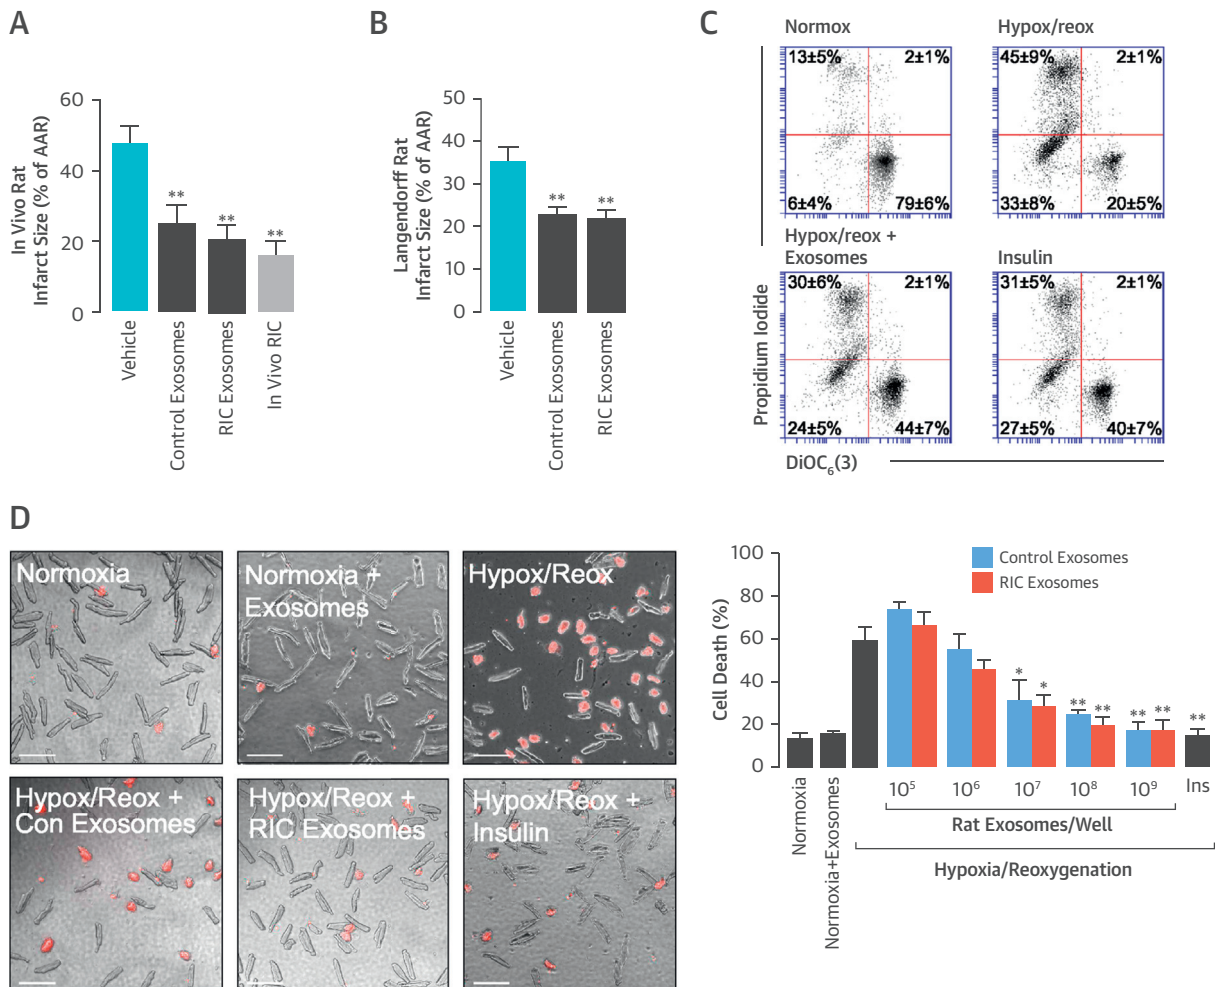 A
In Vivo Rat
Infarct Size (% of AAR)
60
40
20
0
**
**
**
Vehicle
Control Exosomes
RIC Exosomes
In Vivo RIC
B
Langendorff Rat
Infarct Size (% of AAR)
50
40
30
20
10
0
**
**
Vehicle
Control Exosomes
RIC Exosomes
C
Normox
13±5%
2±1%
6±4%
79±6%
Hypox/reox
45±9%
2±1%
33±8%
20±5%
Hypox/reox +
Exosomes
30±6%
2±1%
24±5%
44±7%
Insulin
31±5%
2±1%
27±5%
40±7%
Propidium Iodide
DiOC₆(3)
D
Normoxia
Normoxia +
Exosomes
Hypox/Reox
Hypox/Reox +
Con Exosomes
Hypox/Reox +
RIC Exosomes
Hypox/Reox +
Insulin
Cell Death (%)
100
80
60
40
20
0
Control Exosomes
RIC Exosomes
*
*
**
**
**
**
**
Normoxia
Normoxia+Exosomes
10⁵
10⁶
10⁷
10⁸
10⁹
Ins
Rat Exosomes/Well
Hypoxia/Reoxygenation